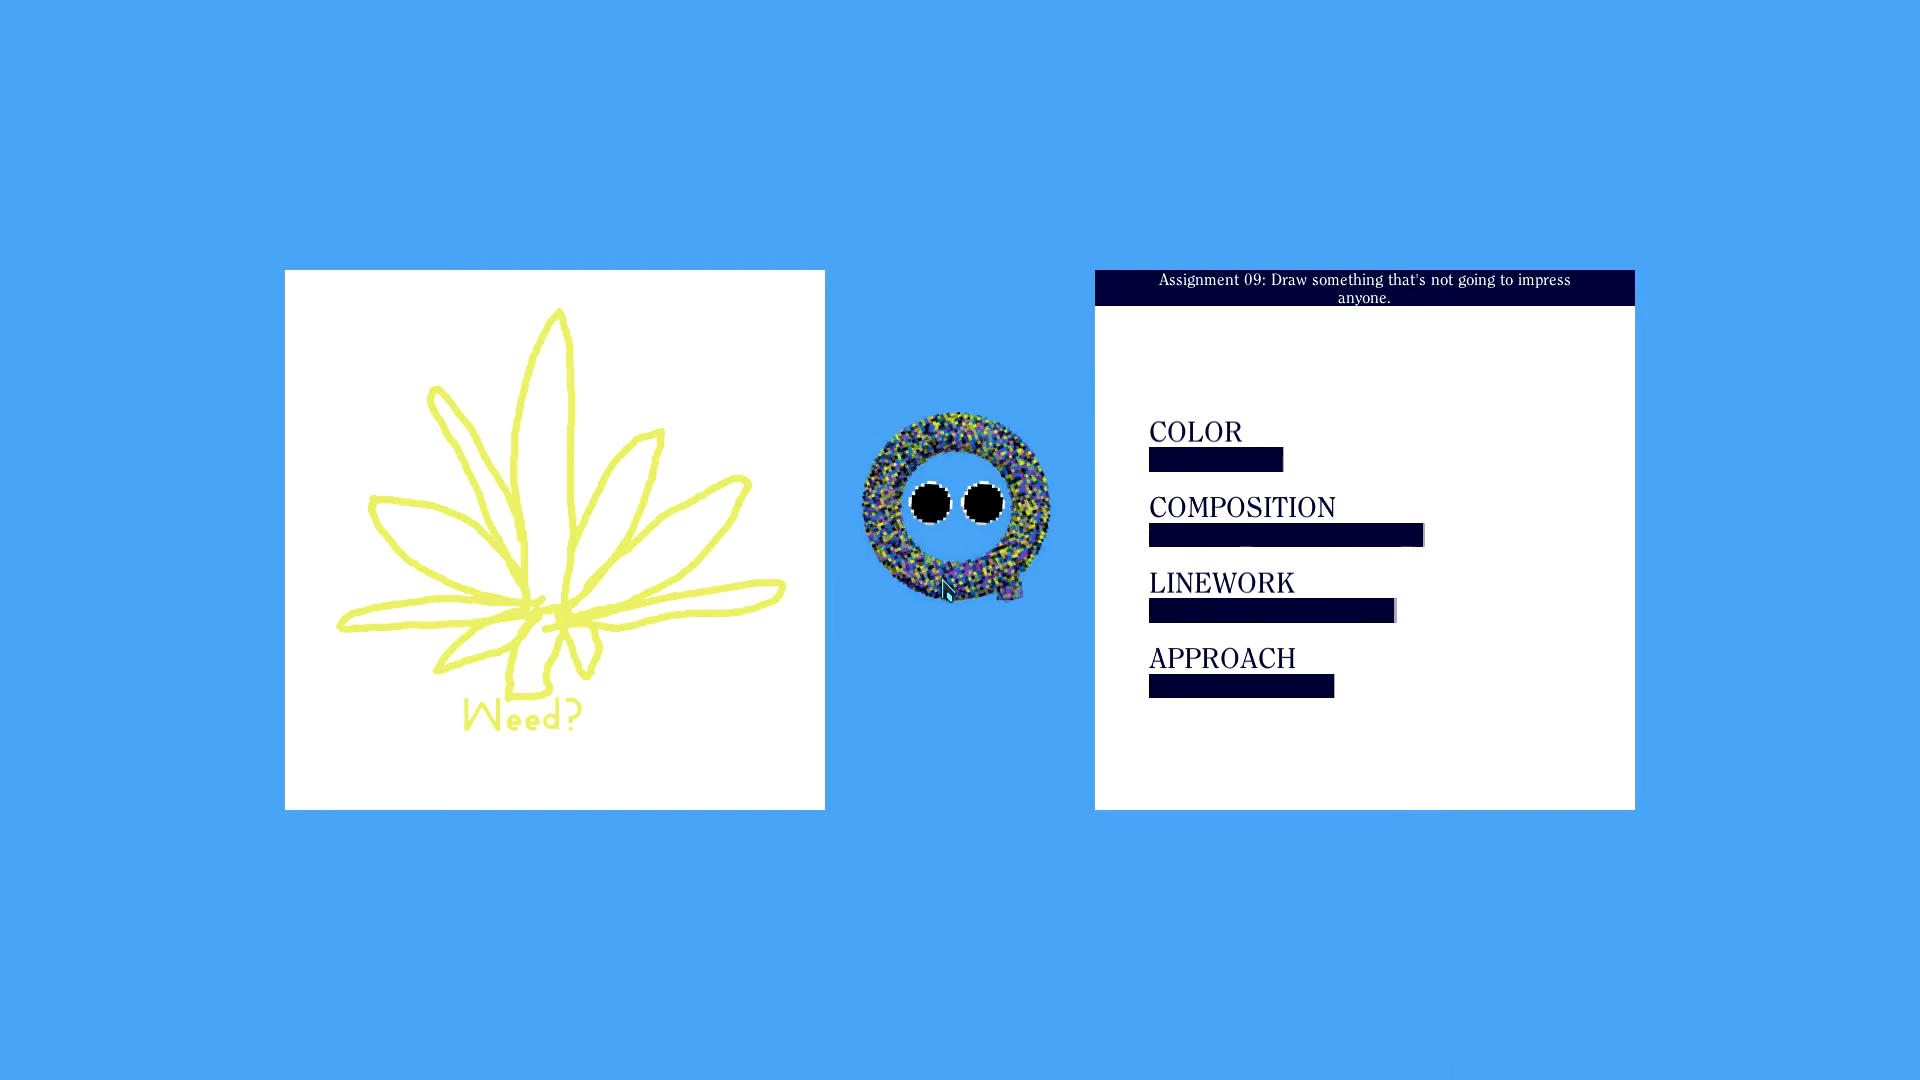 Weed?
Assignment 09: Draw something that's not going to impress
anyone.
COLOR
COMPOSITION
LINEWORK
APPROACH